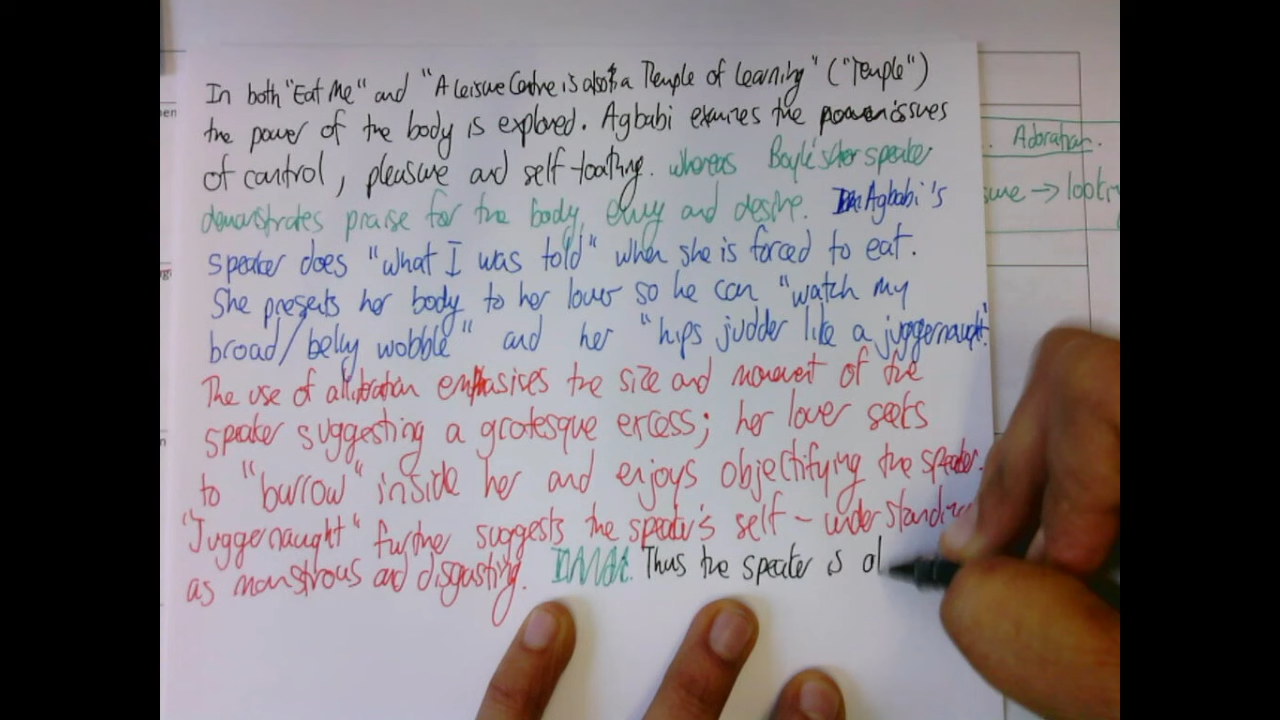 In both "Eat Me" and "A Leisure Centre is also a Temple of Learning" ("Temple")
the power of the body is explored. Agbabi examines the power issues
of control, pleasure and self-loathing. whereas Boyle's speaker
demonstrates praise for the body, envy and desire. Agbabi's
speaker does "what I was told" when she is forced to eat.
She presents her body to her lover so he can "watch my
broad/belly wobble" and her "hips judder like a juggernaught".
The use of alliteration emphasises the size and movement of the
speaker suggesting a grotesque excess; her lover seeks
to "burrow" inside her and enjoys objectifying the speaker.
"Juggernaught" further suggests the speaker's self-understanding
as monstrous and disgusting. Thus the speaker is
Adoration.